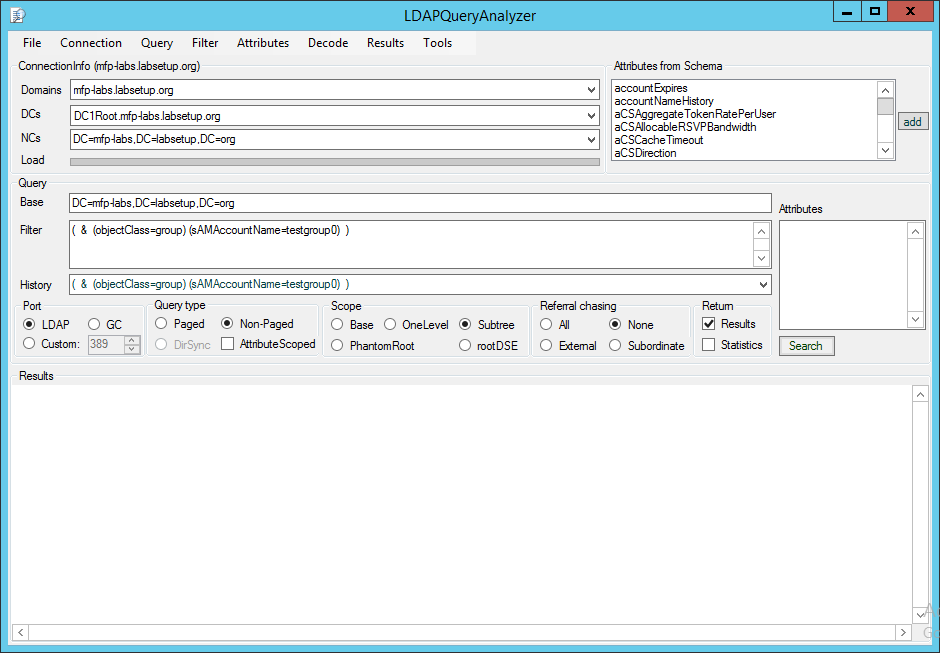 LDAPQueryAnalyzer
File Connection Query Filter Attributes Decode Results Tools
ConnectionInfo (mfp-labs.labsetup.org)
Domains mfp-labs.labsetup.org
DCs DC1Root.mfp-labs.labsetup.org
NCs DC=mfp-labs,DC=labsetup,DC=org
Load
Attributes from Schema
accountExpires
accountNameHistory
aCSAggregateTokenRatePerUser
aCSAllocableRSVPBandwidth
aCSCacheTimeout
aCSDirection
add
Query
Base DC=mfp-labs,DC=labsetup,DC=org
Filter ( & (objectClass=group) (sAMAccountName=testgroup0) )
History ( & (objectClass=group) (sAMAccountName=testgroup0) )
Attributes
Port
LDAP GC
Custom: 389
Query type
Paged Non-Paged
DirSync AttributeScoped
Scope
Base OneLevel Subtree
PhantomRoot rootDSE
Referral chasing
All None
External Subordinate
Return
Results
Statistics
Search
Results